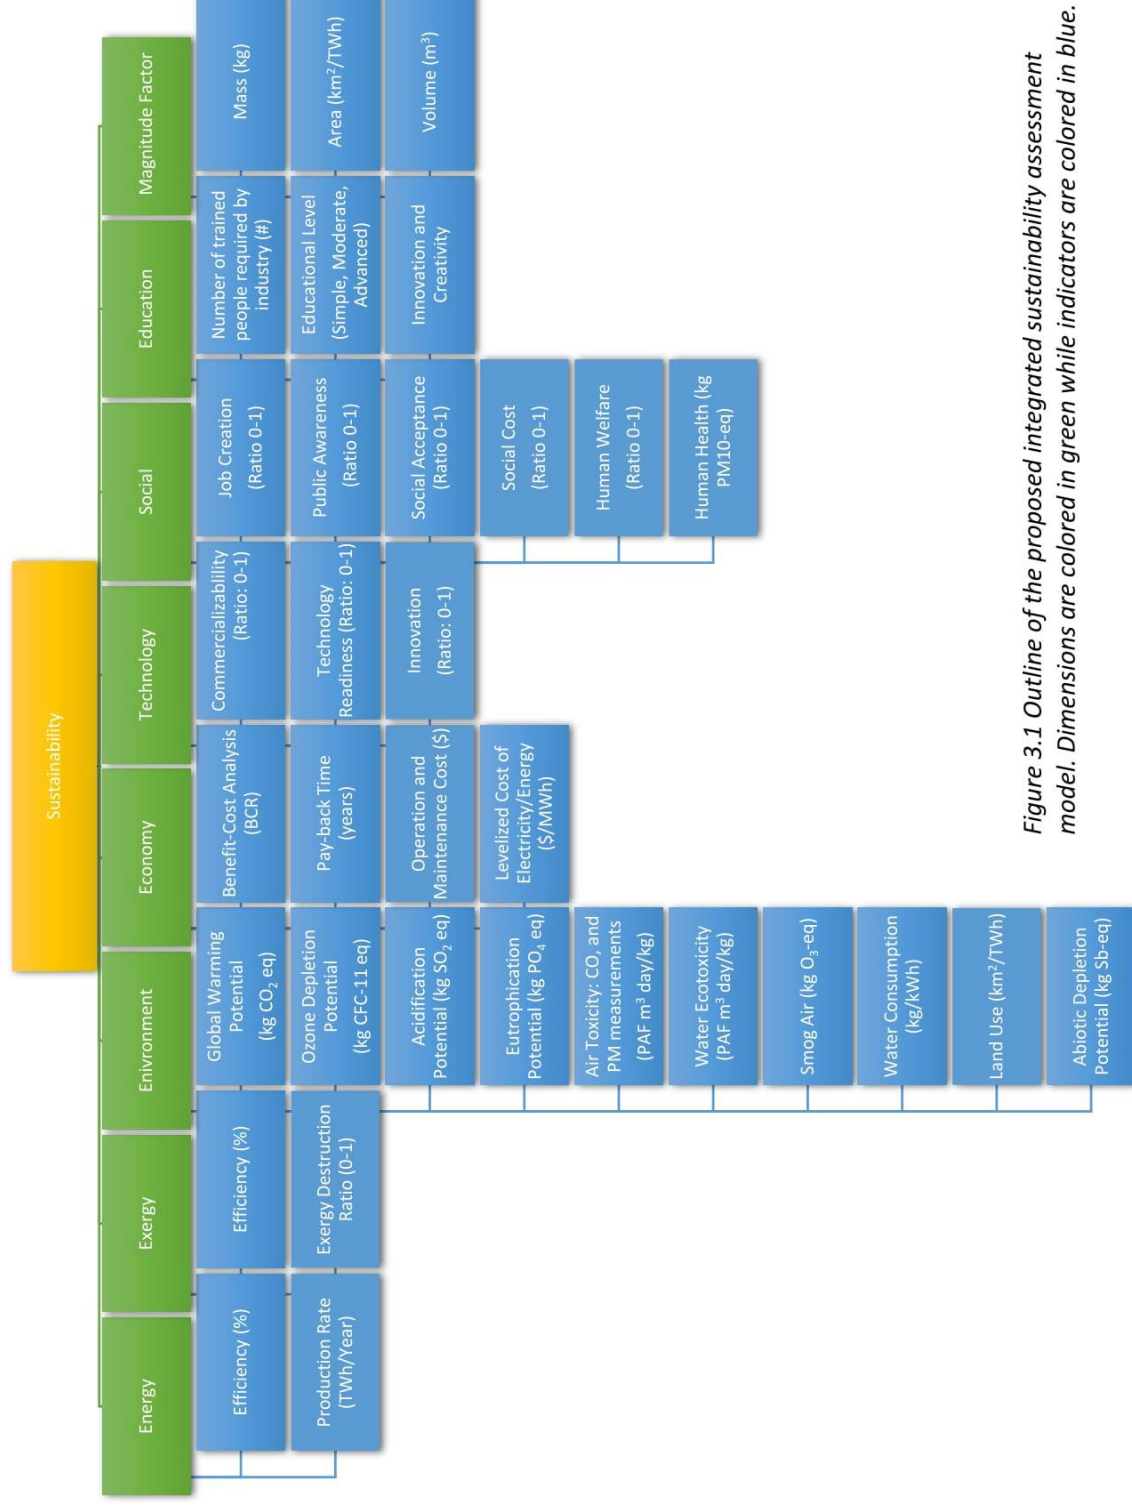 Sustainability
Energy
Efficiency (%)
Production Rate
(TWh/Year)
Exergy
Efficiency (%)
Exergy Destruction
Ratio (0-1)
Enivronment
Global Warming
Potential
(kg CO₂ eq)
Ozone Depletion
Potential
(kg CFC-11 eq)
Acidification
Potential (kg SO₂ eq)
Eutrophication
Potential (kg PO₄ eq)
Air Toxicity: CO, and
PM measurements
(PAF m³ day/kg)
Water Ecotoxicity
(PAF m³ day/kg)
Smog Air (kg O₃-eq)
Water Consumption
(kg/kWh)
Land Use (km²/TWh)
Abiotic Depletion
Potential (kg Sb-eq)
Economy
Benefit-Cost Analysis
(BCR)
Pay-back Time
(years)
Operation and
Maintenance Cost ($)
Levelized Cost of
Electricity/Energy
($/MWh)
Technology
Commercializablility
(Ratio: 0-1)
Technology
Readiness (Ratio: 0-1)
Innovation
(Ratio: 0-1)
Social
Job Creation
(Ratio 0-1)
Public Awareness
(Ratio 0-1)
Social Acceptance
(Ratio 0-1)
Social Cost
(Ratio 0-1)
Human Welfare
(Ratio 0-1)
Human Health (kg
PM10-eq)
Education
Number of trained
people required by
industry (#)
Educational Level
(Simple, Moderate,
Advanced)
Innovation and
Creativity
Magnitude Factor
Mass (kg)
Area (km²/TWh)
Volume (m³)
Figure 3.1 Outline of the proposed integrated sustainability assessment
model. Dimensions are colored in green while indicators are colored in blue.